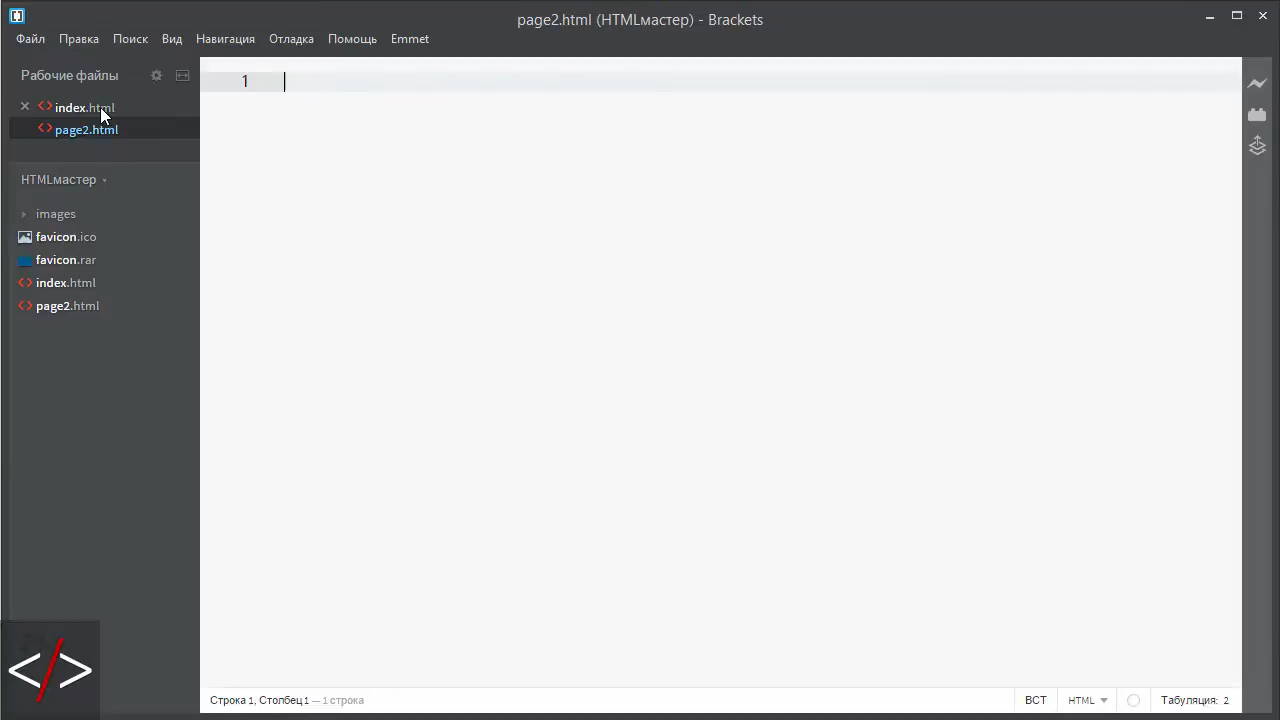 page2.html (HTMLмастер) - Brackets
Файл Правка Поиск Вид Навигация Отладка Помощь Emmet
Рабочие файлы
index.html
page2.html
HTMLмастер
images
favicon.ico
favicon.rar
index.html
page2.html
1
</>
Строка 1, Столбец 1 — 1 строка
ВСТ
HTML
Табуляция: 2